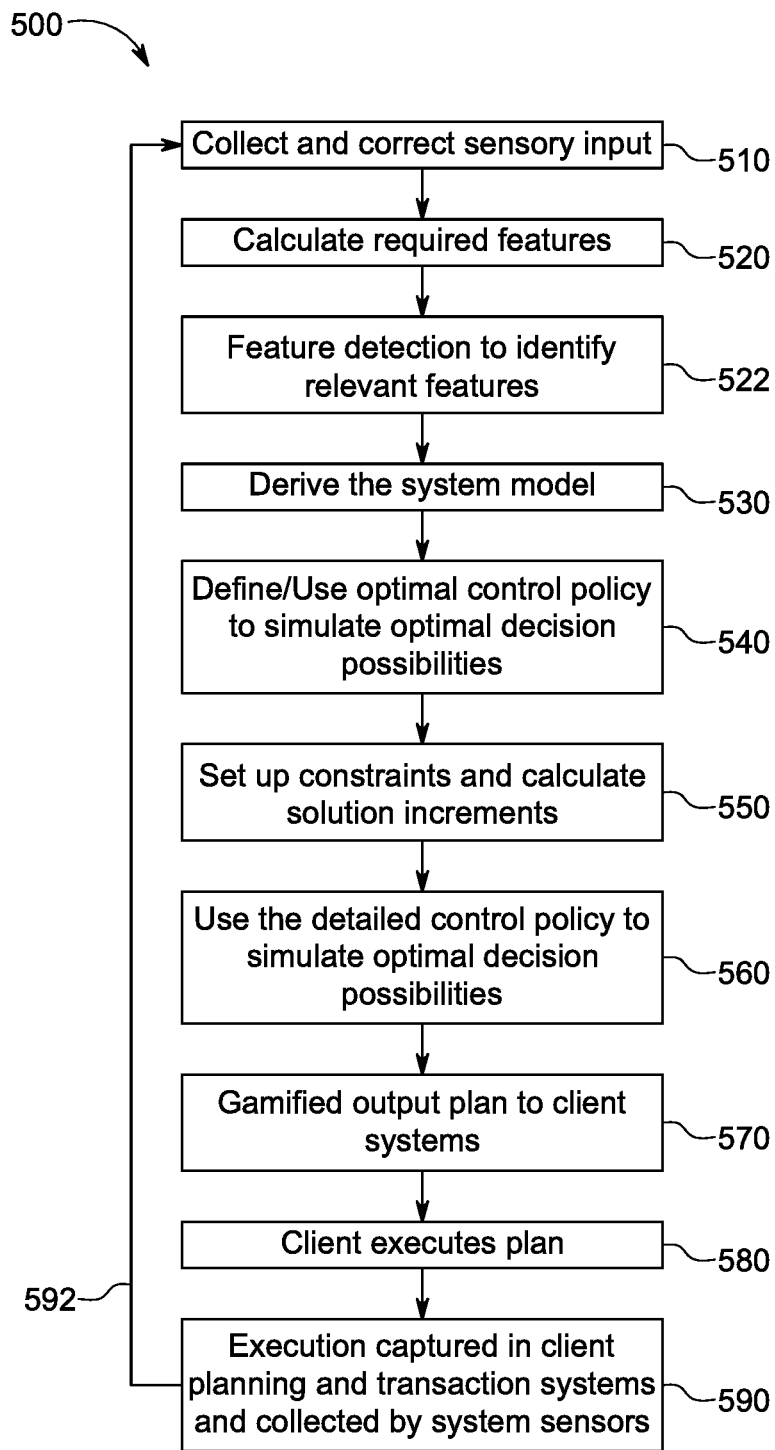 500
Collect and correct sensory input
510
Calculate required features
520
Feature detection to identify
relevant features
522
Derive the system model
530
Define/Use optimal control policy
to simulate optimal decision
possibilities
540
Set up constraints and calculate
solution increments
550
Use the detailed control policy to
simulate optimal decision
possibilities
560
Gamified output plan to client
systems
570
Client executes plan
580
592
Execution captured in client
planning and transaction systems
and collected by system sensors
590